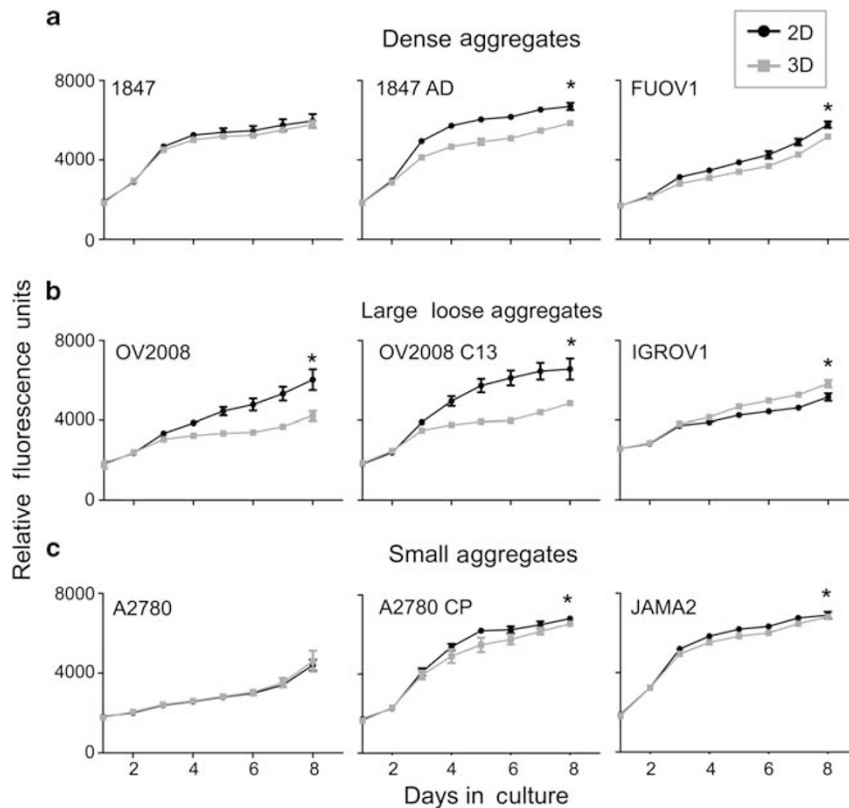 a
Dense aggregates
2D
3D
8000
4000
0
1847
1847 AD
*
FUOV1
*
b
Large loose aggregates
8000
4000
0
OV2008
*
OV2008 C13
*
IGROV1
*
c
Small aggregates
8000
4000
0
A2780
A2780 CP
*
JAMA2
*
2 4 6 8
2 4 6 8
2 4 6 8
Relative fluorescence units
Days in culture